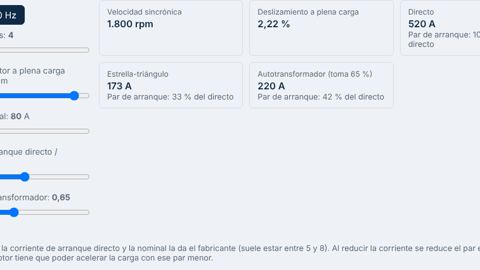 0 Hz
s: 4
tor a plena carga
m
al: 80 A
anque directo /
ansformador: 0,65
Velocidad sincrónica
1.800 rpm
Deslizamiento a plena carga
2,22 %
Directo
520 A
Par de arranque: 10
directo
Estrella-triángulo
173 A
Par de arranque: 33 % del directo
Autotransformador (toma 65 %)
220 A
Par de arranque: 42 % del directo
la corriente de arranque directo y la nominal la da el fabricante (suele estar entre 5 y 8). Al reducir la corriente se reduce el par
otor tiene que poder acelerar la carga con ese par menor.